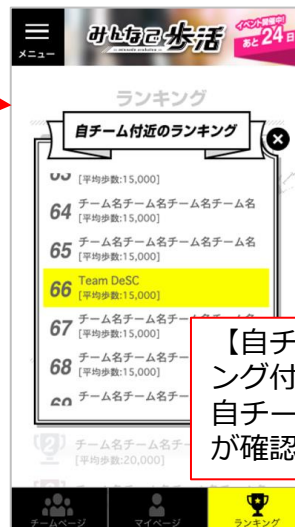 メニュー
みんなで歩活
イベント開催中!
あと24日
ランキング
自チーム付近のランキング
[平均歩数:15,000]
64 チーム名チーム名チーム名チーム名
[平均歩数:15,000]
65 チーム名チーム名チーム名チーム名
[平均歩数:15,000]
66 Team DeSC
[平均歩数:15,000]
67 チーム名チーム名チーム名
[平均歩数:15,000]
68 チーム名チーム名
[平均歩数:15,000]
チーム名チーム名
【自チ
ング付
自チー
が確認
2 チーム名チーム名チー
[平均歩数:20,000]
チームページ
マイページ
ランキング